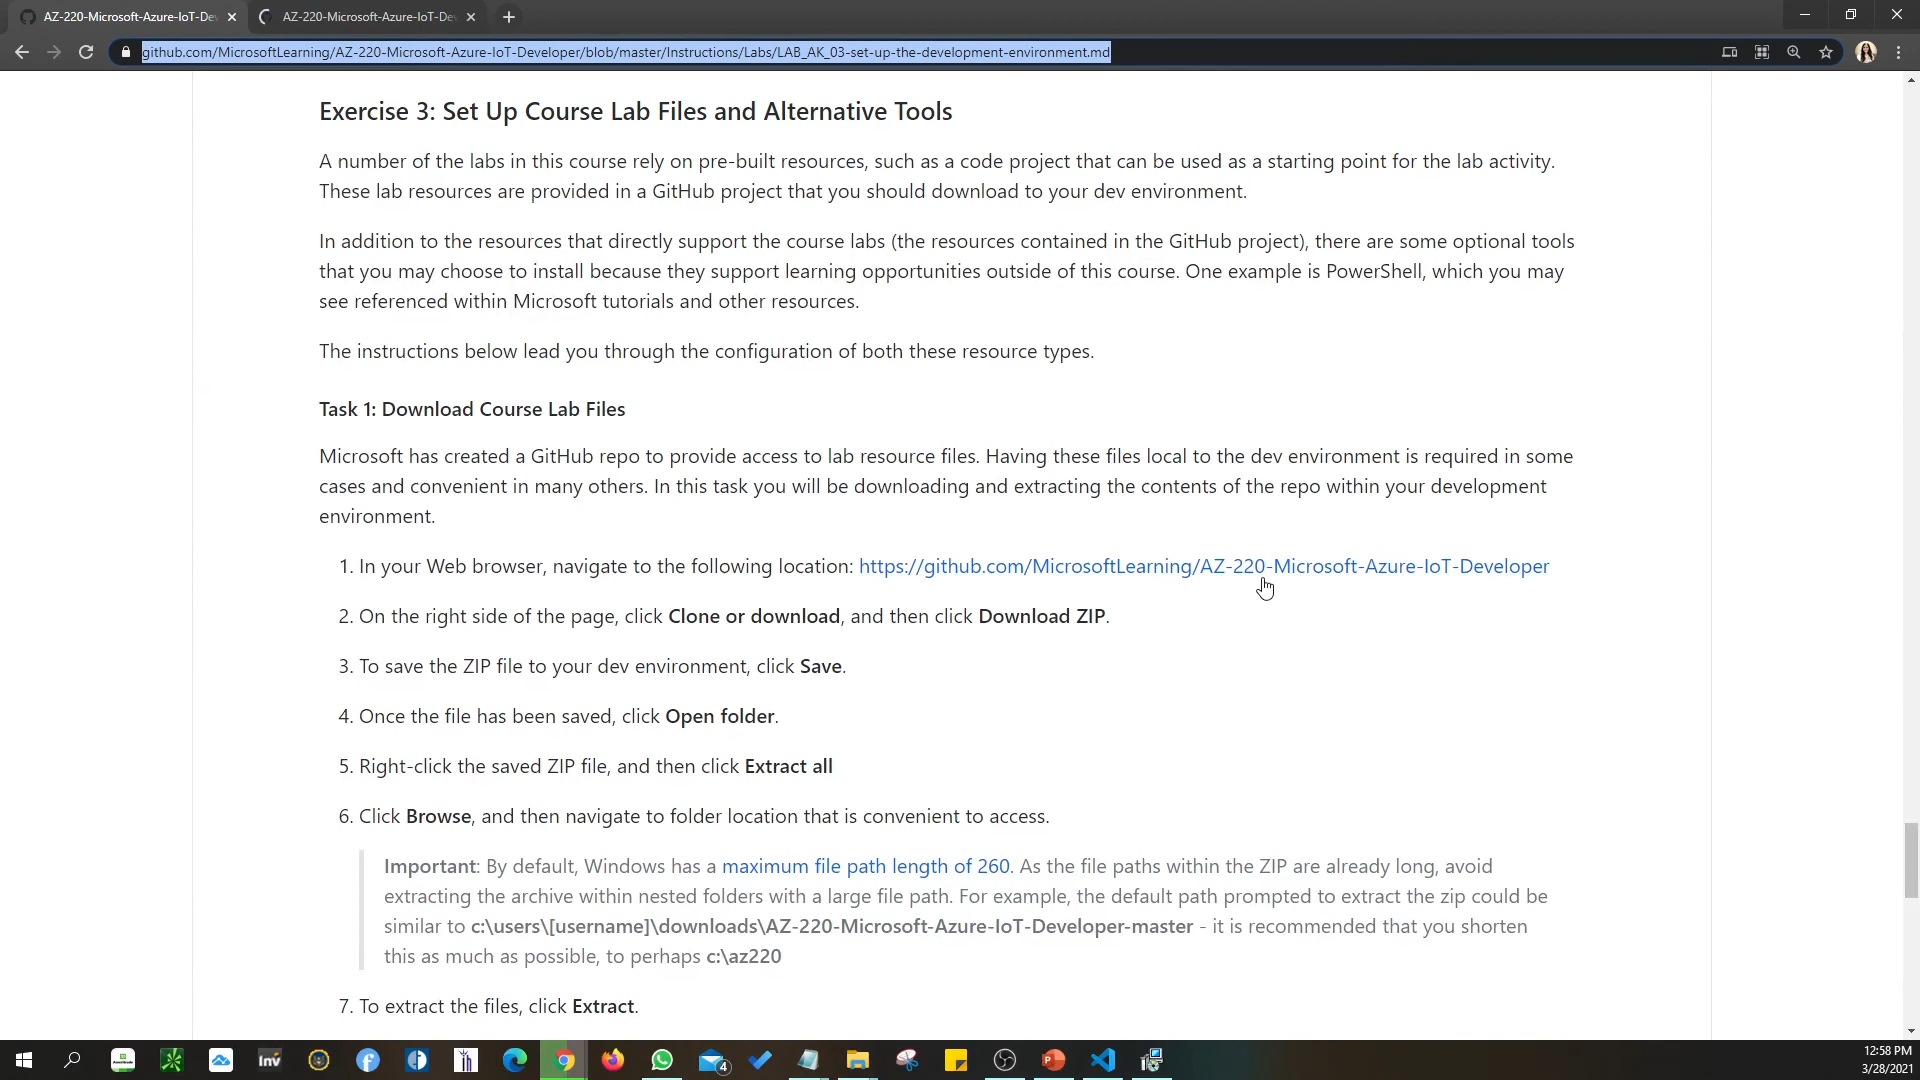 AZ-220-Microsoft-Azure-IoT-De
AZ-220-Microsoft-Azure-IoT-De
github.com/MicrosoftLearning/AZ-220-Microsoft-Azure-IoT-Developer/blob/master/Instructions/Labs/LAB_AK_03-set-up-the-development-environment.md
Exercise 3: Set Up Course Lab Files and Alternative Tools
A number of the labs in this course rely on pre-built resources, such as a code project that can be used as a starting point for the lab activity.
These lab resources are provided in a GitHub project that you should download to your dev environment.
In addition to the resources that directly support the course labs (the resources contained in the GitHub project), there are some optional tools
that you may choose to install because they support learning opportunities outside of this course. One example is PowerShell, which you may
see referenced within Microsoft tutorials and other resources.
The instructions below lead you through the configuration of both these resource types.
Task 1: Download Course Lab Files
Microsoft has created a GitHub repo to provide access to lab resource files. Having these files local to the dev environment is required in some
cases and convenient in many others. In this task you will be downloading and extracting the contents of the repo within your development
environment.
1. In your Web browser, navigate to the following location: https://github.com/MicrosoftLearning/AZ-220-Microsoft-Azure-IoT-Developer
2. On the right side of the page, click Clone or download, and then click Download ZIP.
3. To save the ZIP file to your dev environment, click Save.
4. Once the file has been saved, click Open folder.
5. Right-click the saved ZIP file, and then click Extract all
6. Click Browse, and then navigate to folder location that is convenient to access.
Important: By default, Windows has a maximum file path length of 260. As the file paths within the ZIP are already long, avoid
extracting the archive within nested folders with a large file path. For example, the default path prompted to extract the zip could be
similar to c:\users\[username]\downloads\AZ-220-Microsoft-Azure-IoT-Developer-master - it is recommended that you shorten
this as much as possible, to perhaps c:\az220
7. To extract the files, click Extract.
Inv
4
12:58 PM
3/28/2021